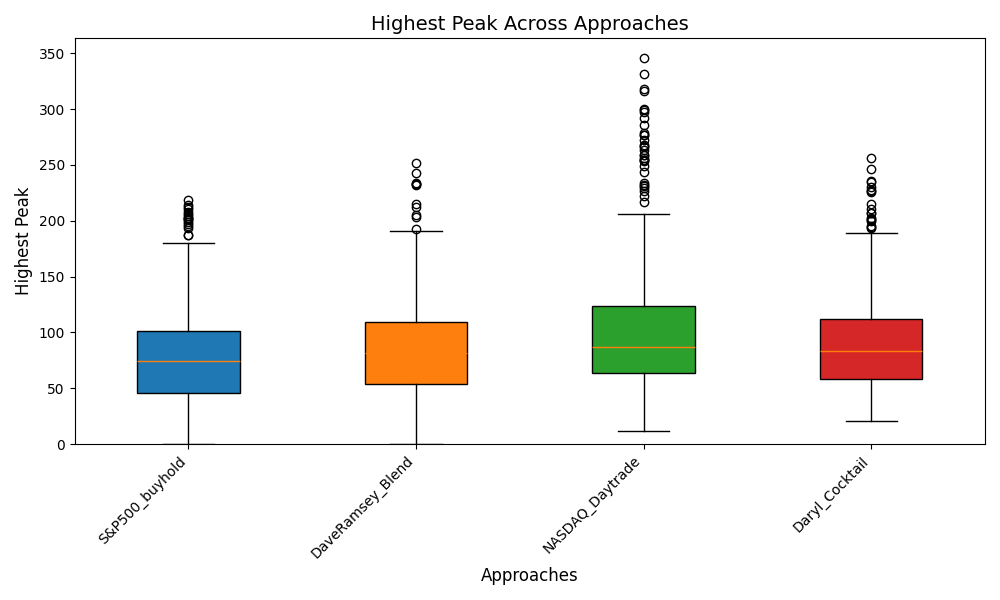 Highest Peak Across Approaches
Highest Peak
350
300
250
200
150
100
50
0
S&P500_buyhold
DaveRamsey_Blend
NASDAQ_Daytrade
Daryl_Cocktail
Approaches